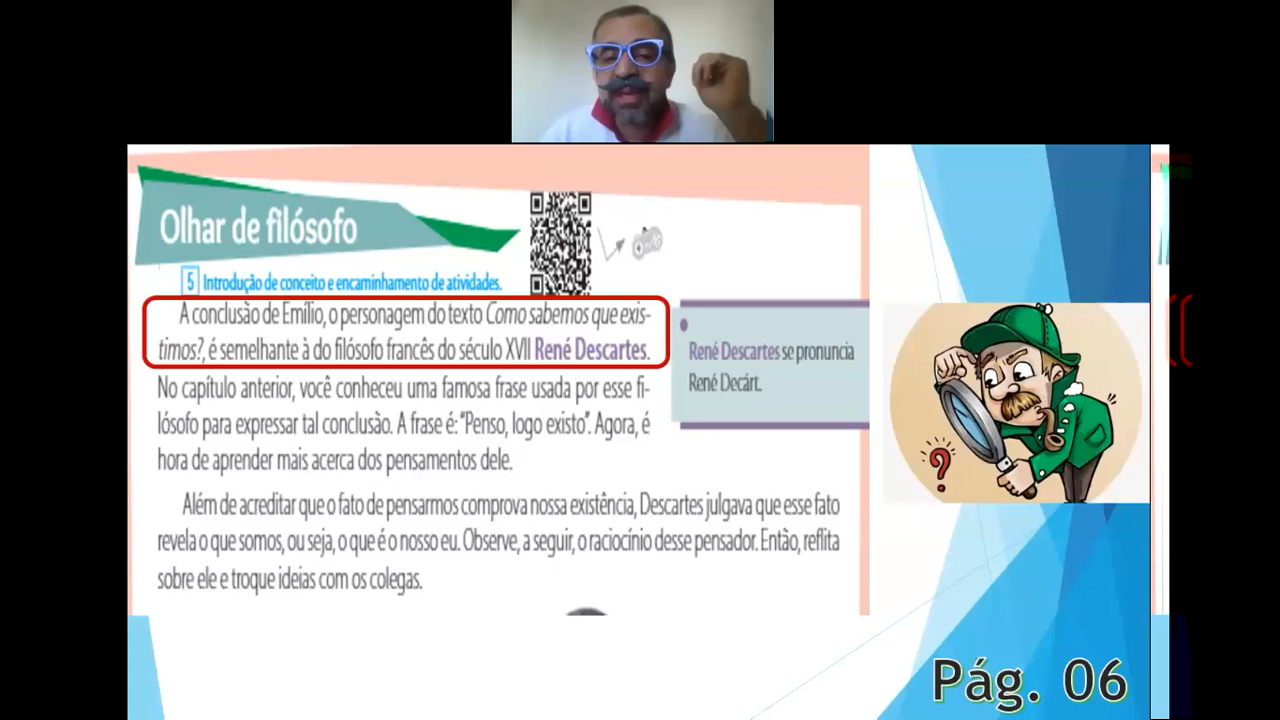 Olhar de filósofo
5 Introdução de conceito e encaminhamento de atividades.
A conclusão de Emílio, o personagem do texto Como sabemos que exis-
timos?, é semelhante à do filósofo francês do século XVII René Descartes.
No capítulo anterior, você conheceu uma famosa frase usada por esse fi-
lósofo para expressar tal conclusão. A frase é: “Penso, logo existo”. Agora, é
hora de aprender mais acerca dos pensamentos dele.
Além de acreditar que o fato de pensarmos comprova nossa existência, Descartes julgava que esse fato
revela o que somos, ou seja, o que é o nosso eu. Observe, a seguir, o raciocínio desse pensador. Então, reflita
sobre ele e troque ideias com os colegas.
René Descartes se pronuncia
René Decárt.
?
Pág. 06